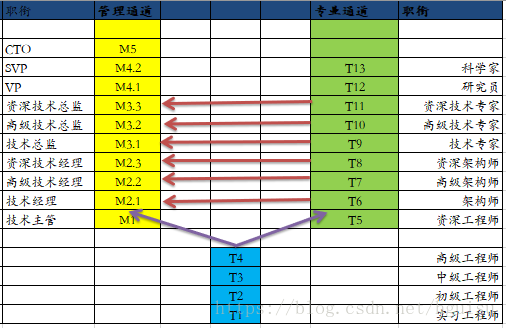 职衔 管理通道 专业通道 职衔
CTO M5
SVP M4.2 T13 科学家
VP M4.1 T12 研究员
资深技术总监 M3.3 T11 资深技术专家
高级技术总监 M3.2 T10 高级技术专家
技术总监 M3.1 T9 技术专家
资深技术经理 M2.3 T8 资深架构师
高级技术经理 M2.2 T7 高级架构师
技术经理 M2.1 T6 架构师
技术主管 M1 T5 资深工程师
T4 高级工程师
T3 中级工程师
T2 初级工程师
T1 实习工程师